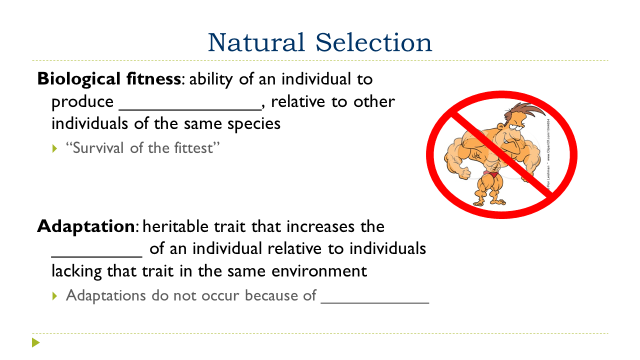 Natural Selection
Biological fitness: ability of an individual to
produce ________________, relative to other
individuals of the same species
“Survival of the fittest”
Adaptation: heritable trait that increases the
__________ of an individual relative to individuals
lacking that trait in the same environment
Adaptations do not occur because of _____________